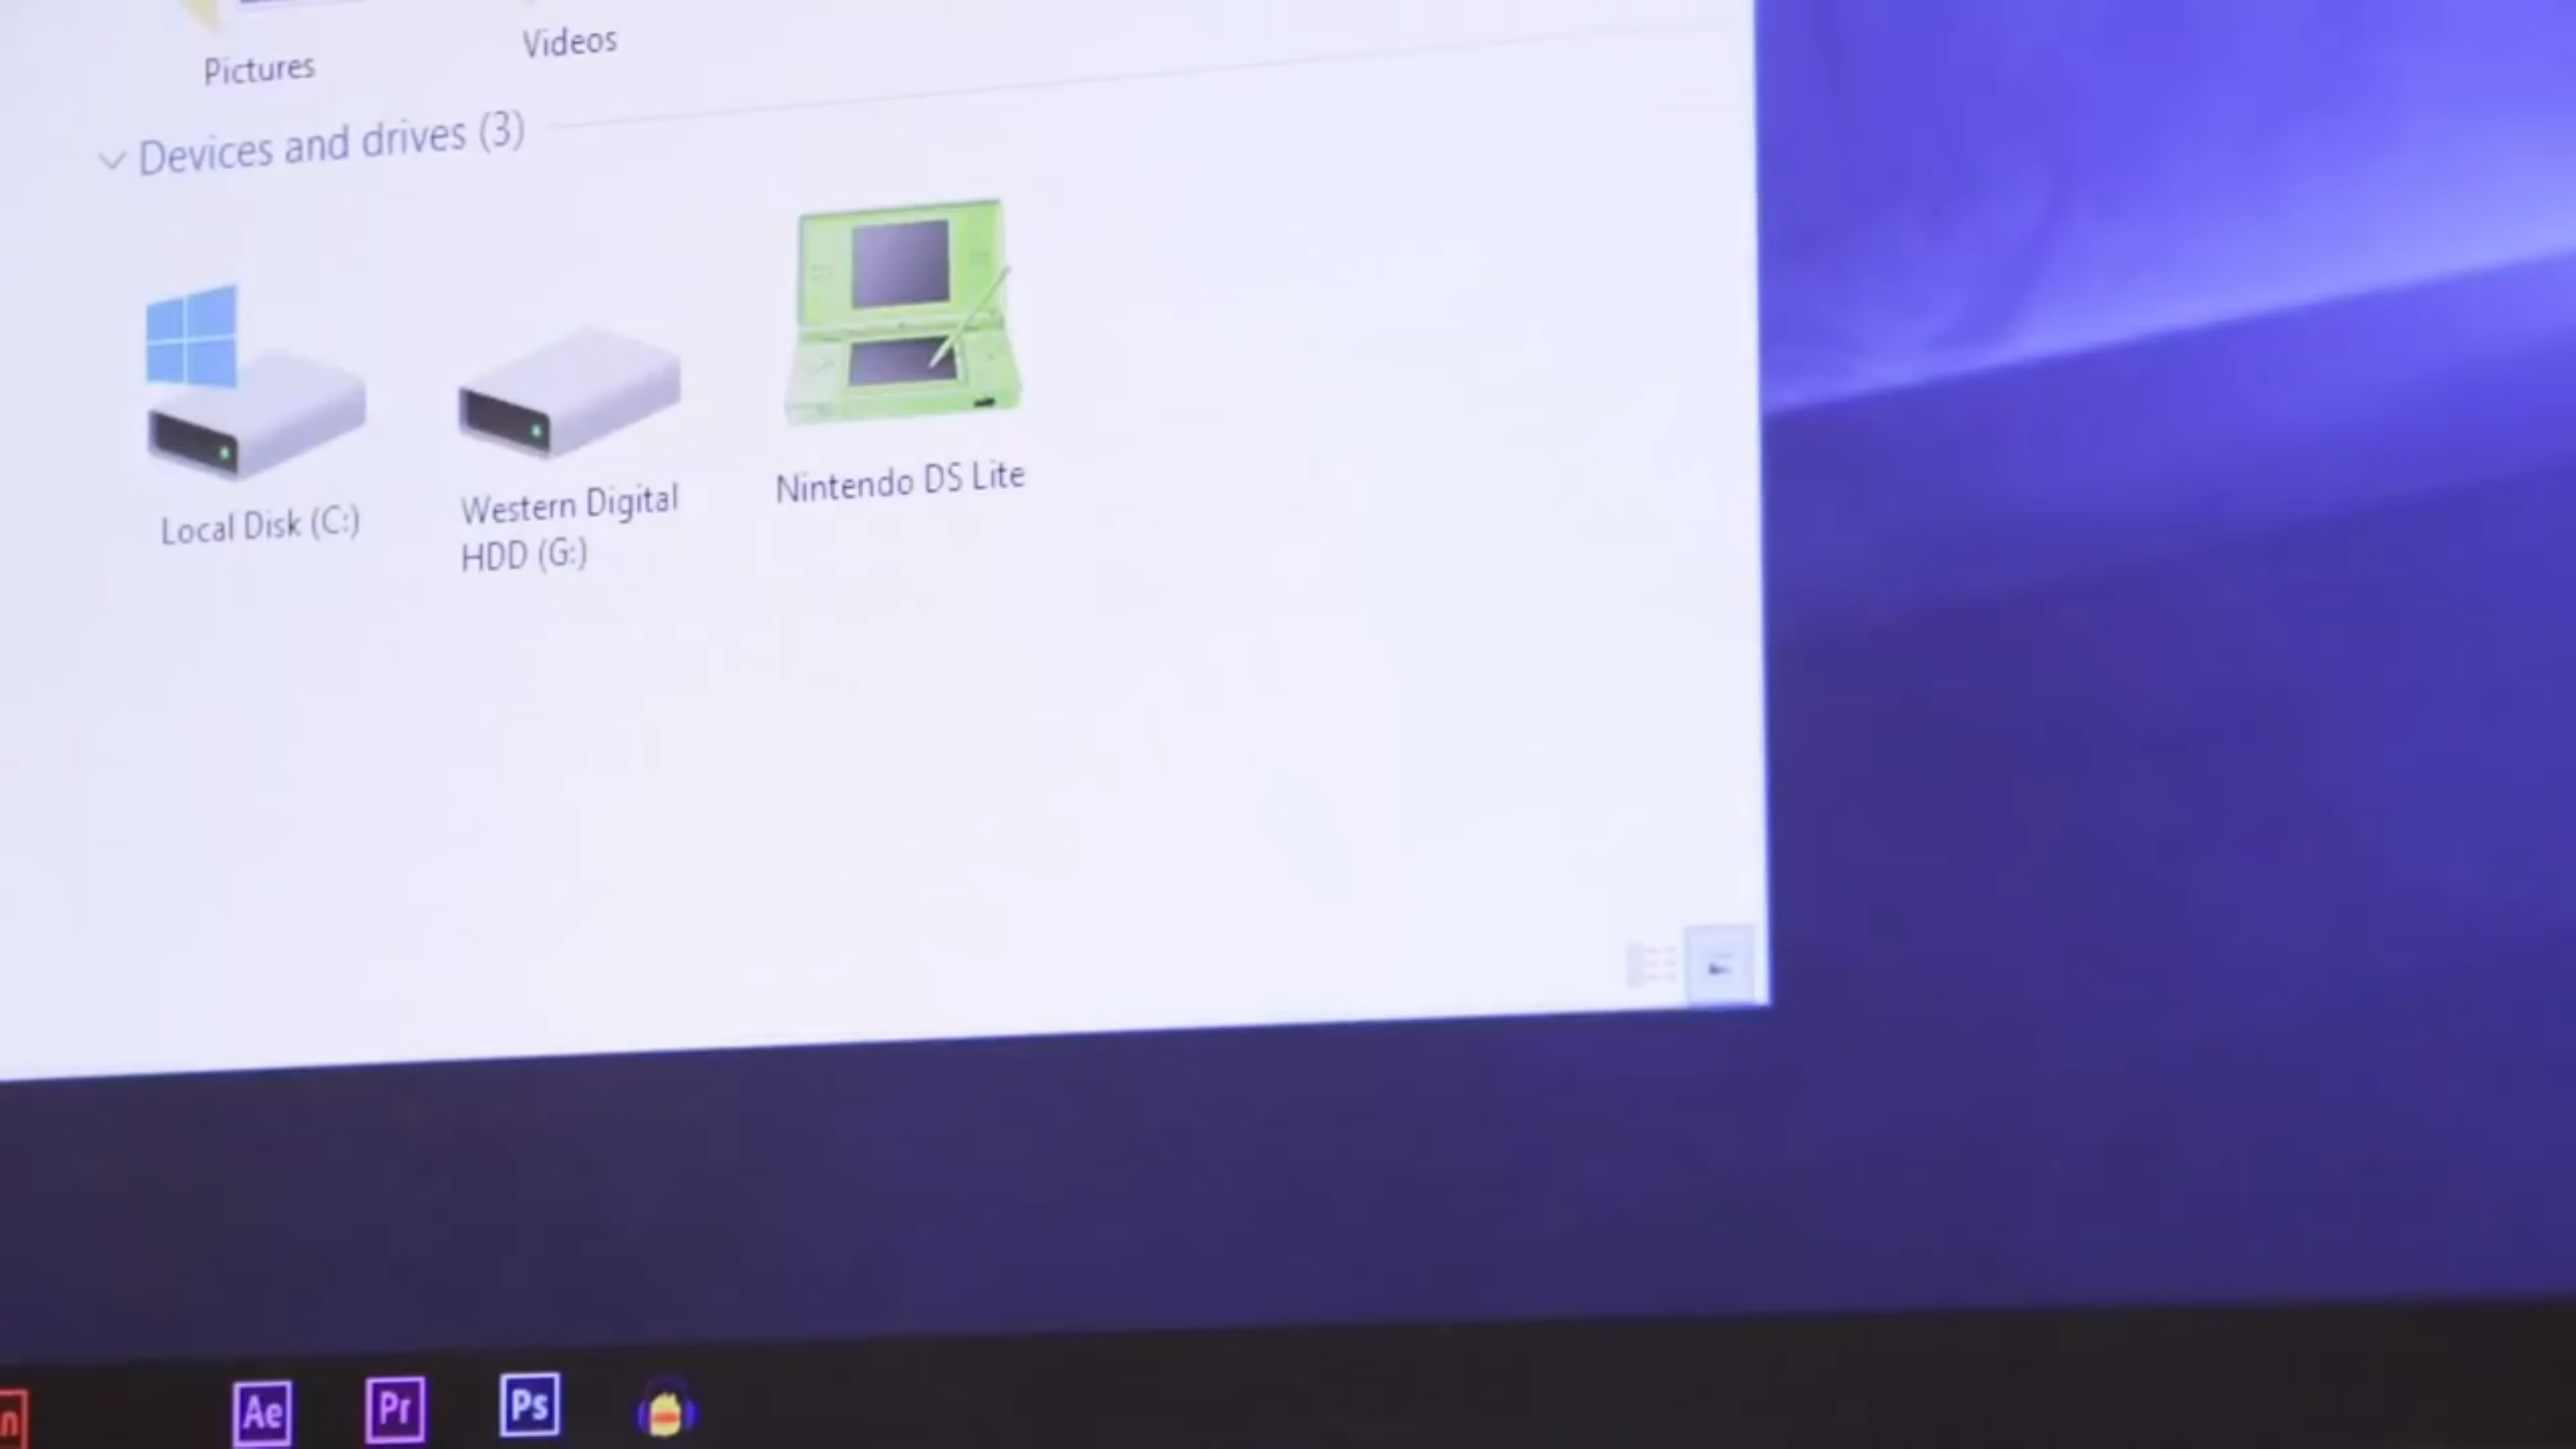 Pictures
Videos
Devices and drives (3)
Local Disk (C:)
Western Digital
HDD (G:)
Nintendo DS Lite
n
Ae
Pr
Ps